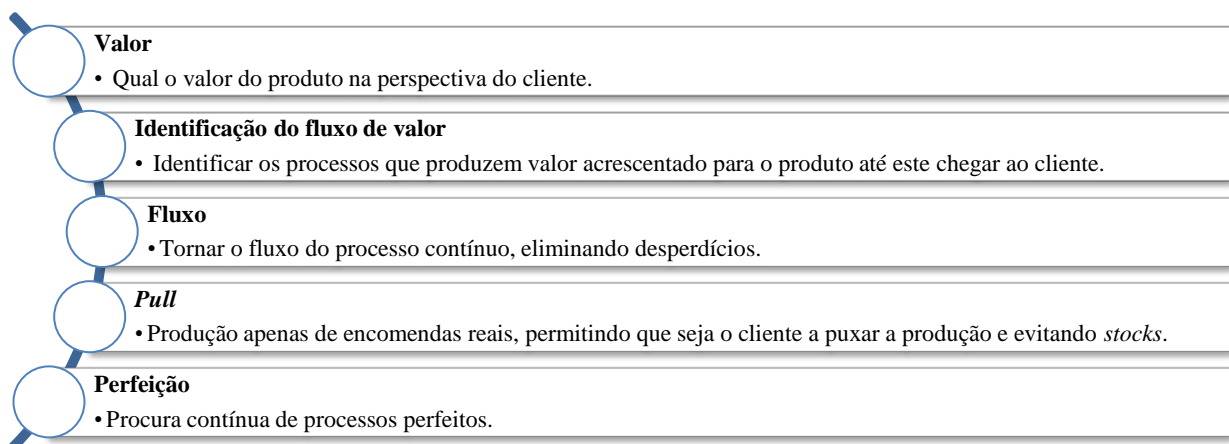 Valor
• Qual o valor do produto na perspectiva do cliente.
Identificação do fluxo de valor
• Identificar os processos que produzem valor acrescentado para o produto até este chegar ao cliente.
Fluxo
• Tornar o fluxo do processo contínuo, eliminando desperdícios.
Pull
• Produção apenas de encomendas reais, permitindo que seja o cliente a puxar a produção e evitando stocks.
Perfeição
• Procura contínua de processos perfeitos.